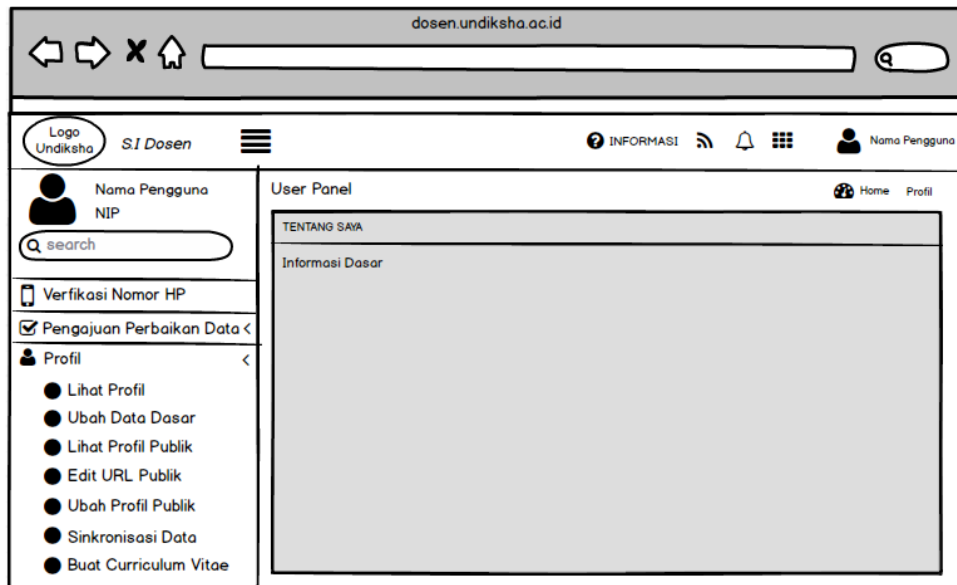 dosen.undiksha.ac.id
Logo
Undiksha
S.I Dosen
INFORMASI
Nama Pengguna
Nama Pengguna
NIP
search
Verfikasi Nomor HP
Pengajuan Perbaikan Data <
Profil <
Lihat Profil
Ubah Data Dasar
Lihat Profil Publik
Edit URL Publik
Ubah Profil Publik
Sinkronisasi Data
Buat Curriculum Vitae
User Panel
Home Profil
TENTANG SAYA
Informasi Dasar